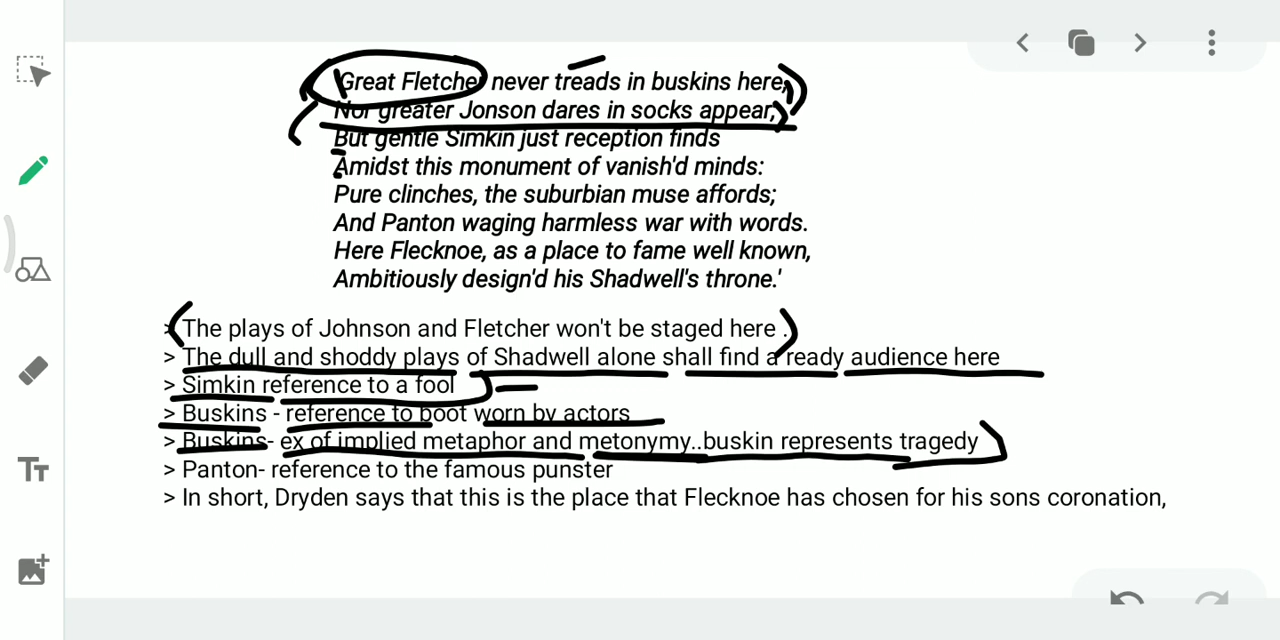 'Great Fletcher never treads in buskins here,
Nor greater Jonson dares in socks appear,
But gentle Simkin just reception finds
Amidst this monument of vanish'd minds:
Pure clinches, the suburbian muse affords;
And Panton waging harmless war with words.
Here Flecknoe, as a place to fame well known,
Ambitiously design'd his Shadwell's throne.'
> The plays of Johnson and Fletcher won't be staged here .
> The dull and shoddy plays of Shadwell alone shall find a ready audience here
> Simkin reference to a fool
> Buskins - reference to boot worn by actors
> Buskins- ex of implied metaphor and metonymy..buskin represents tragedy
> Panton- reference to the famous punster
> In short, Dryden says that this is the place that Flecknoe has chosen for his sons coronation,
TT